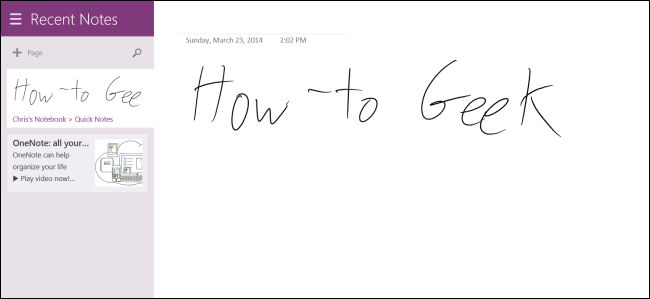 Recent Notes
Page
How-to Gee
Chris's Notebook > Quick Notes
OneNote: all your...
OneNote can help
organize your life
▶ Play video now!...
Sunday, March 23, 2014 2:02 PM
How-to Geek